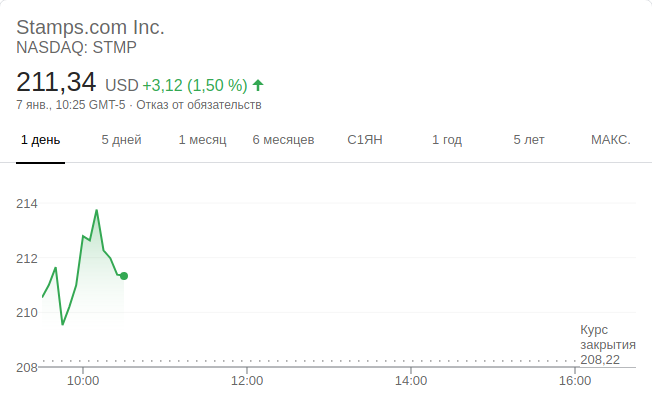 Stamps.com Inc.
NASDAQ: STMP
211,34 USD +3,12 (1,50 %)
7 янв., 10:25 GMT-5 · Отказ от обязательств
1 день 5 дней 1 месяц 6 месяцев С1ЯН 1 год 5 лет МАКС.
214
212
210
208
Курс
закрытия
208,22
10:00 12:00 14:00 16:00